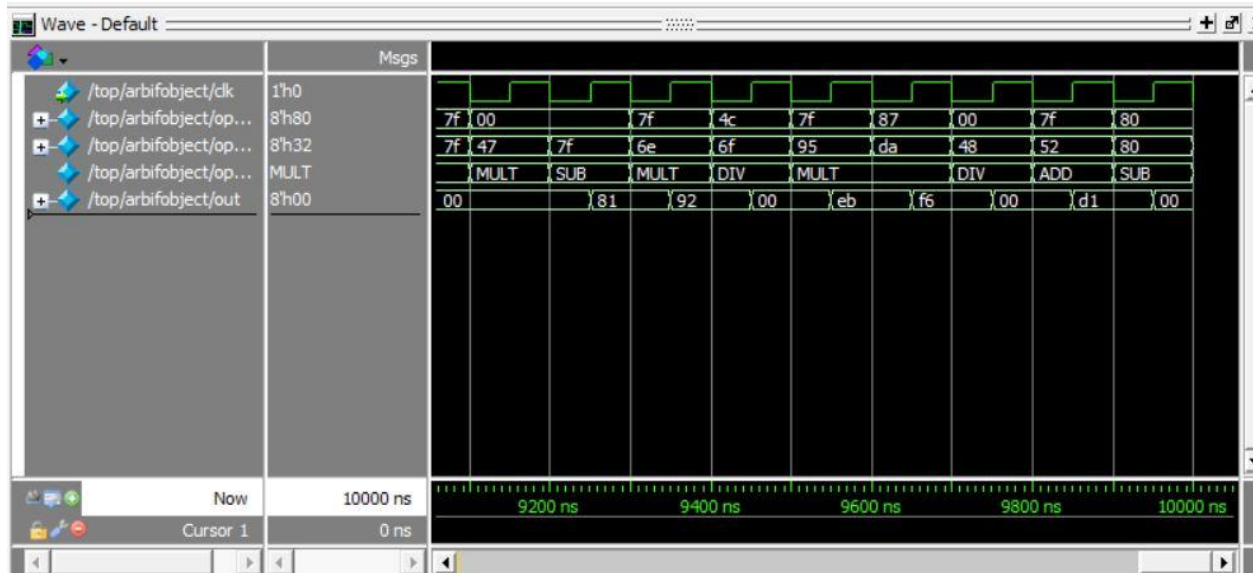 Wave - Default
Msgs
/top/arbifobject/clk 1'h0
/top/arbifobject/op... 8'h80 7f 00 7f 4c 7f 87 00 7f 80
/top/arbifobject/op... 8'h32 7f 47 7f 6e 6f 95 da 48 52 80
/top/arbifobject/op... MULT MULT SUB MULT DIV MULT DIV ADD SUB
/top/arbifobject/out 8'h00 00 81 92 00 eb f6 00 d1 00
Now 10000 ns 9200 ns 9400 ns 9600 ns 9800 ns 10000 ns
Cursor 1 0 ns